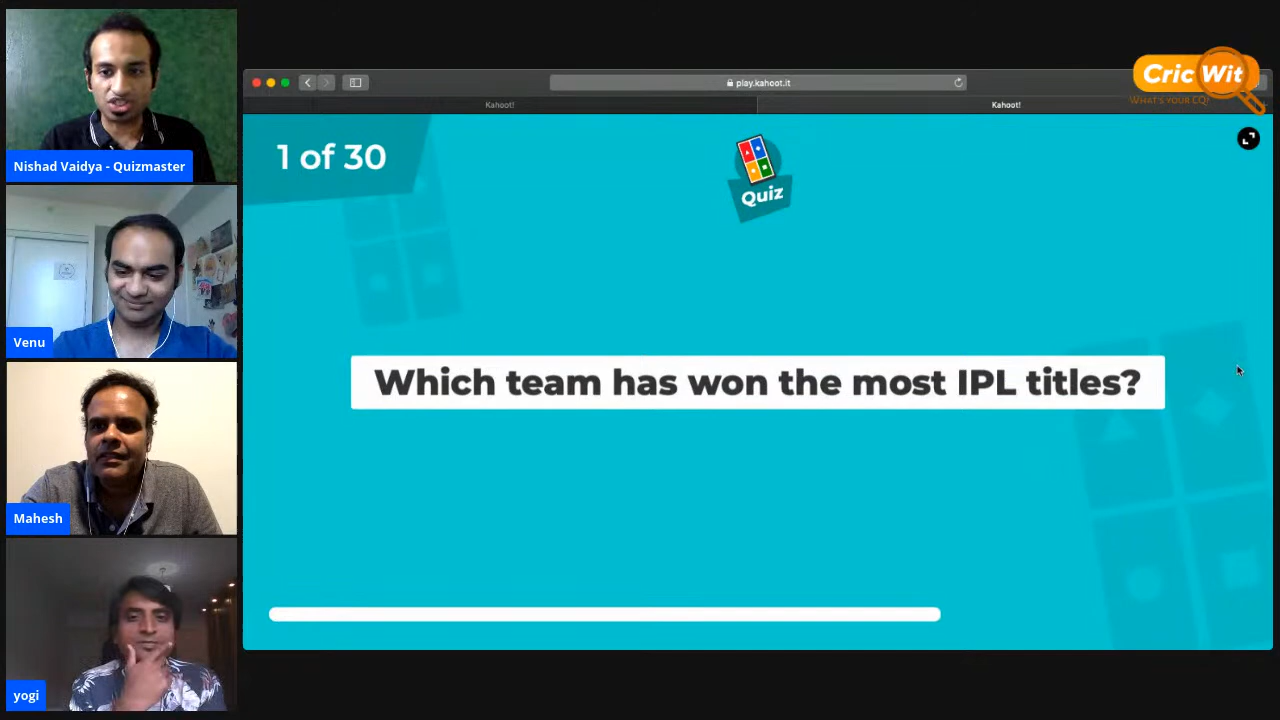 Nishad Vaidya - Quizmaster
Venu
Mahesh
yogi
play.kahoot.it
Kahoot!
Kahoot!
Cric Wit
WHAT'S YOUR CQ?
1 of 30
Quiz
Which team has won the most IPL titles?